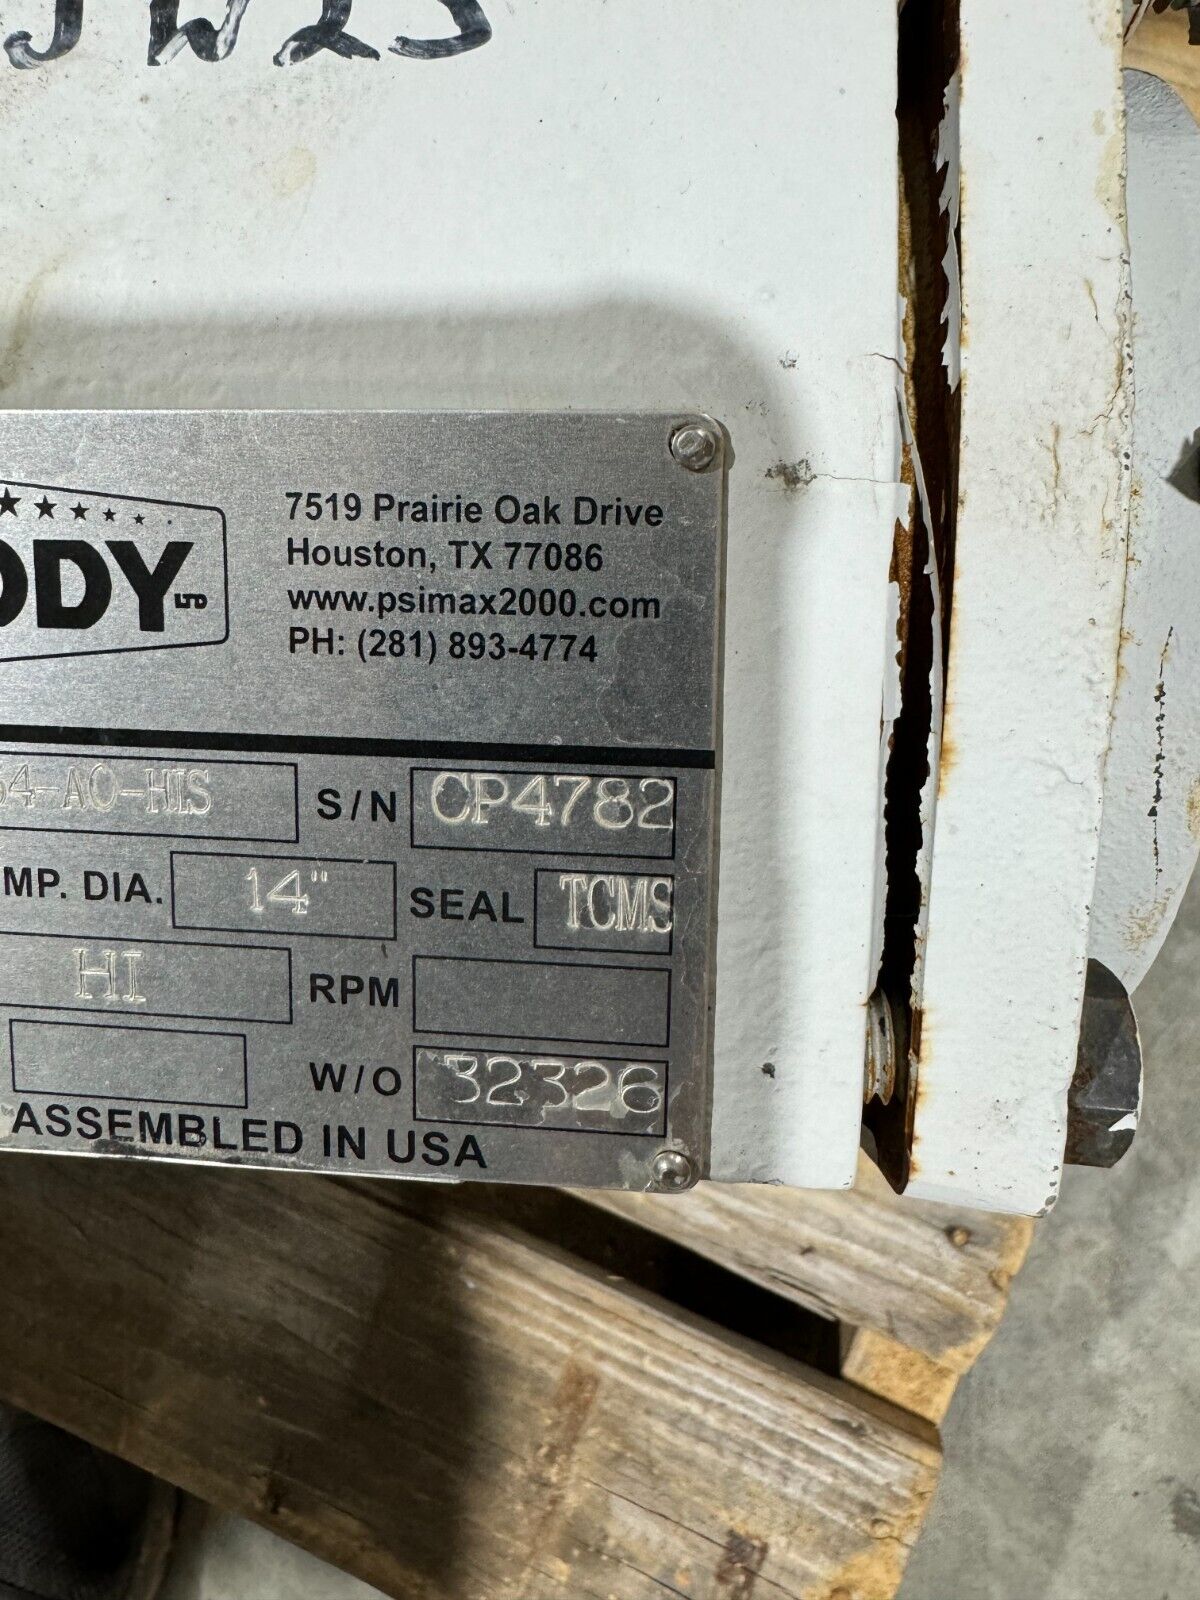 7519 Prairie Oak Drive
Houston, TX 77086
www.psimax2000.com
PH: (281) 893-4774
ODY LTD
64-AO-HIS S/N CP4782
MP. DIA. 14" SEAL TCMS
HI RPM
W/O 32326
ASSEMBLED IN USA